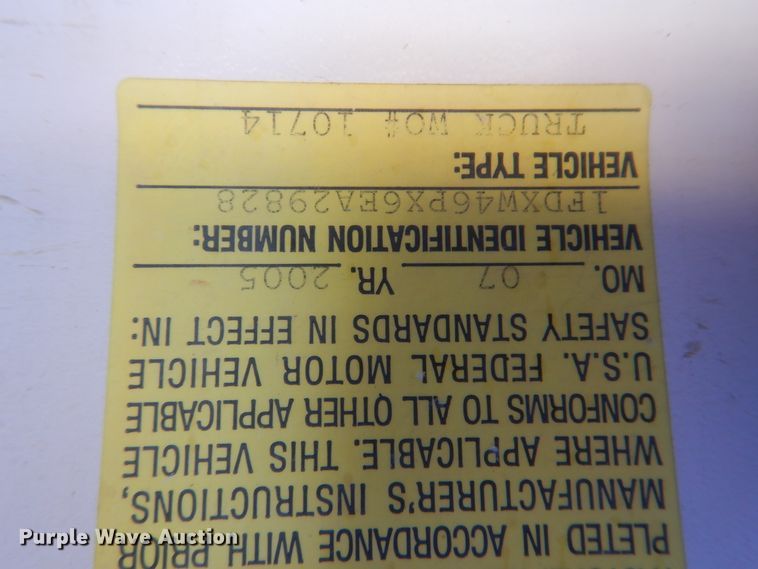 PLETED IN ACCORDANCE WITH PRIOR
MANUFACTURER'S INSTRUCTIONS,
WHERE APPLICABLE. THIS VEHICLE
CONFORMS TO ALL OTHER APPLICABLE
U.S.A. FEDERAL MOTOR VEHICLE
SAFETY STANDARDS IN EFFECT IN:
MO. 07 YR. 2005
VEHICLE IDENTIFICATION NUMBER:
1FDXW46PX6EA29828
VEHICLE TYPE:
TRUCK WO# 10714
Purple Wave Auction